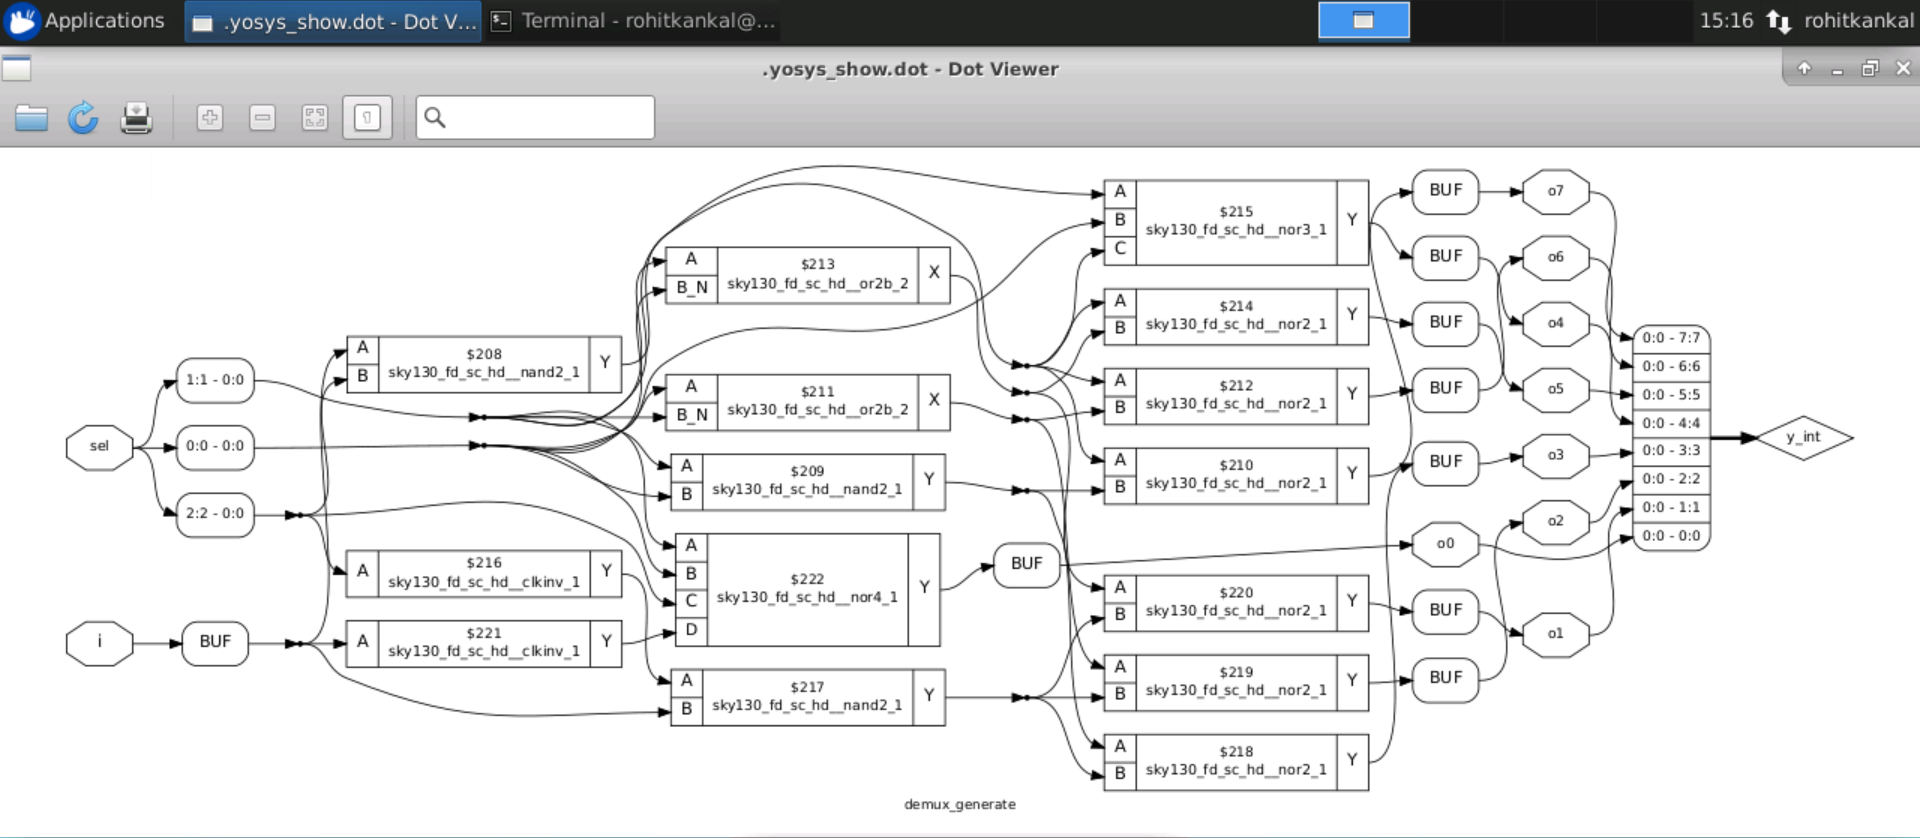 Applications
.yosys_show.dot - Dot V...
Terminal - rohitkankal@...
15:16
rohitkankal
.yosys_show.dot - Dot Viewer
sel
i
1:1 - 0:0
0:0 - 0:0
2:2 - 0:0
BUF
A
B
$208
sky130_fd_sc_hd__nand2_1
Y
A
$216
sky130_fd_sc_hd__clkinv_1
Y
A
$221
sky130_fd_sc_hd__clkinv_1
Y
A
B_N
$213
sky130_fd_sc_hd__or2b_2
X
A
B_N
$211
sky130_fd_sc_hd__or2b_2
X
A
B
$209
sky130_fd_sc_hd__nand2_1
Y
A
B
C
D
$222
sky130_fd_sc_hd__nor4_1
Y
A
B
$217
sky130_fd_sc_hd__nand2_1
Y
BUF
A
B
C
$215
sky130_fd_sc_hd__nor3_1
Y
A
B
$214
sky130_fd_sc_hd__nor2_1
Y
A
B
$212
sky130_fd_sc_hd__nor2_1
Y
A
B
$210
sky130_fd_sc_hd__nor2_1
Y
A
B
$220
sky130_fd_sc_hd__nor2_1
Y
A
B
$219
sky130_fd_sc_hd__nor2_1
Y
A
B
$218
sky130_fd_sc_hd__nor2_1
Y
BUF
BUF
BUF
BUF
BUF
o0
BUF
BUF
o7
o6
o4
o5
o3
o2
o1
0:0 - 7:7
0:0 - 6:6
0:0 - 5:5
0:0 - 4:4
0:0 - 3:3
0:0 - 2:2
0:0 - 1:1
0:0 - 0:0
y_int
demux_generate